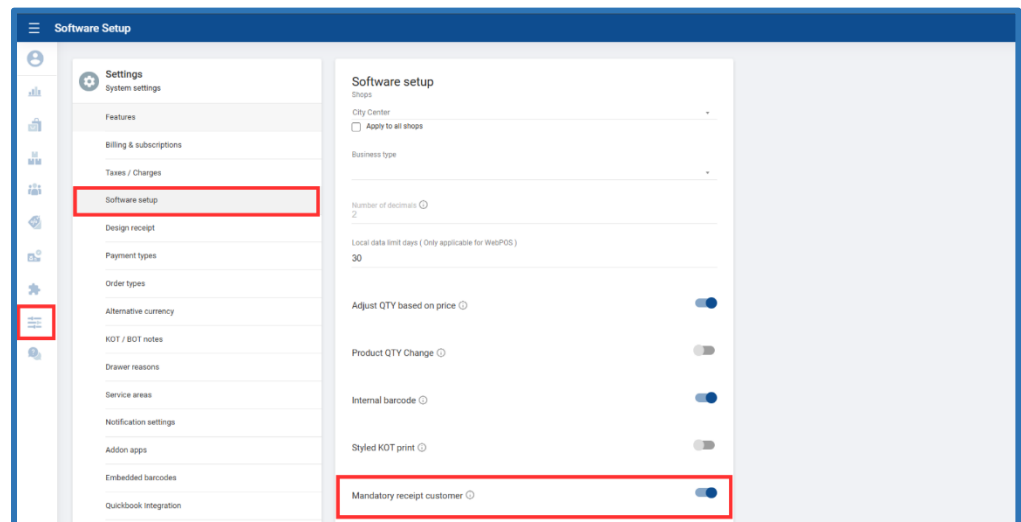 Software Setup
Settings
System settings
Features
Billing & subscriptions
Taxes / Charges
Software setup
Design receipt
Payment types
Order types
Alternative currency
KOT / BOT notes
Drawer reasons
Service areas
Notification settings
Addon apps
Embedded barcodes
Quickbook Integration
Software setup
Shops
City Center
Apply to all shops
Business type
Number of decimals
2
Local data limit days ( Only applicable for WebPOS )
30
Adjust QTY based on price
Product QTY Change
Internal barcode
Styled KOT print
Mandatory receipt customer